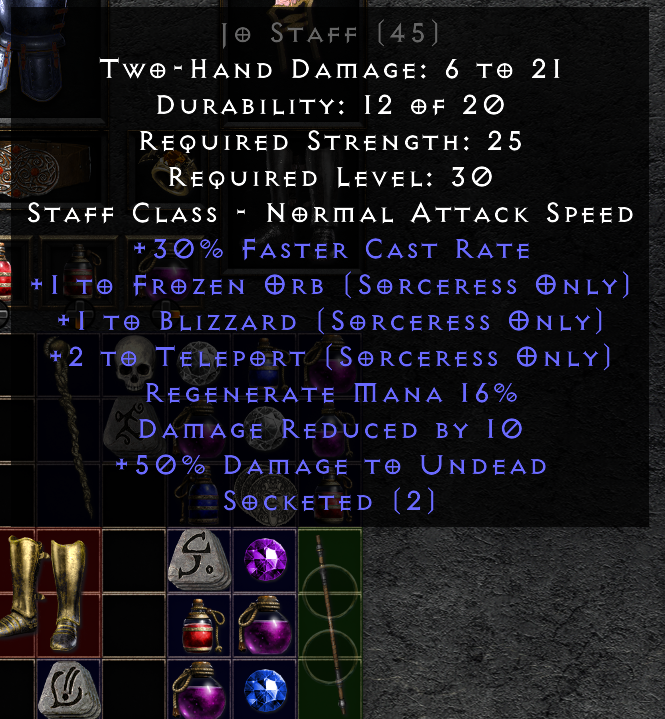 Jo Staff (45)
Two-Hand Damage: 6 to 21
Durability: 12 of 20
Required Strength: 25
Required Level: 30
Staff Class - Normal Attack Speed
+30% Faster Cast Rate
+1 to Frozen Orb (Sorceress Only)
+1 to Blizzard (Sorceress Only)
+2 to Teleport (Sorceress Only)
Regenerate Mana 16%
Damage Reduced by 10
+50% Damage to Undead
Socketed (2)